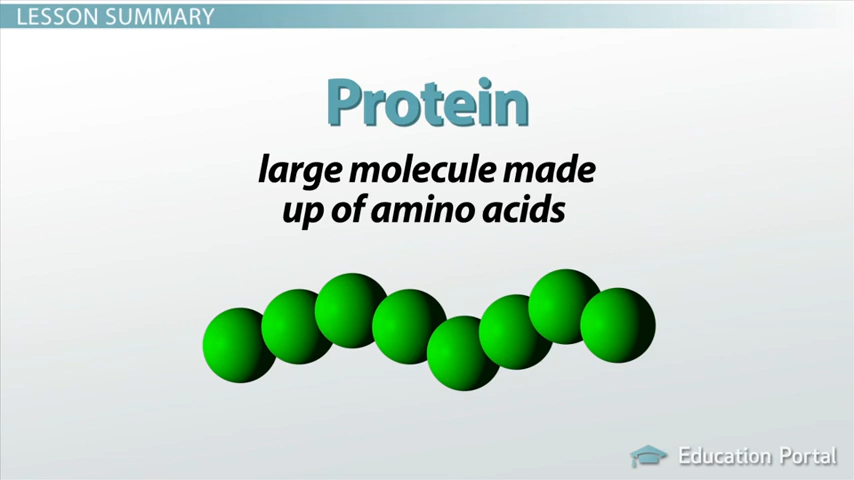 LESSON SUMMARY
Protein
large molecule made
up of amino acids
Education Portal